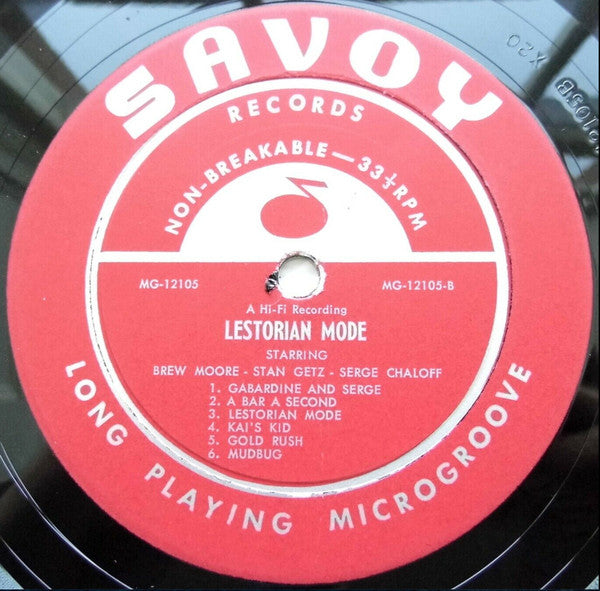 SAVOY
RECORDS
NON-BREAKABLE — 33⅓ RPM
MG-12105
MG-12105-B
A Hi-Fi Recording
LESTORIAN MODE
STARRING
BREW MOORE - STAN GETZ - SERGE CHALOFF
1. GABARDINE AND SERGE
2. A BAR A SECOND
3. LESTORIAN MODE
4. KAI'S KID
5. GOLD RUSH
6. MUDBUG
LONG PLAYING MICROGROOVE
X20